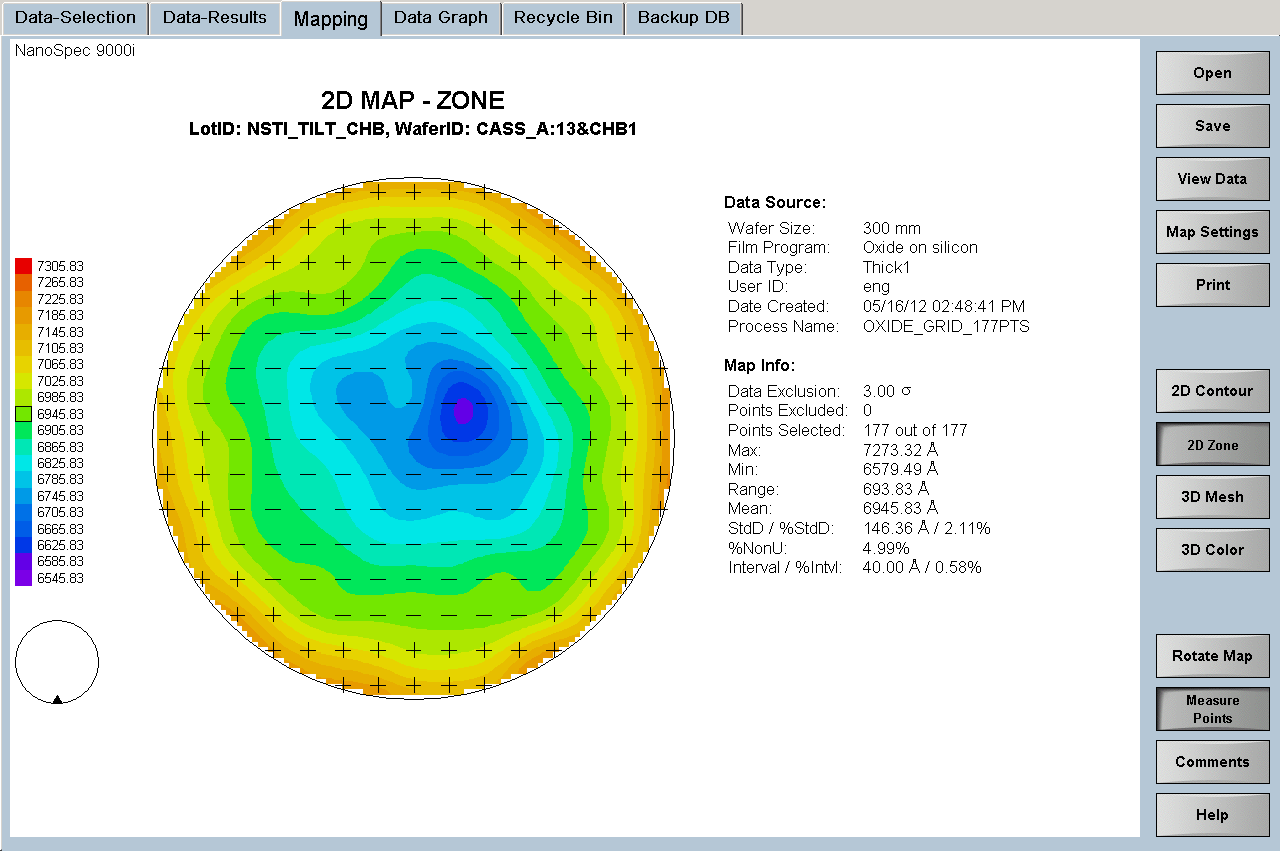 Data-Selection Data-Results Mapping Data Graph Recycle Bin Backup DB
NanoSpec 9000i
2D MAP - ZONE
LotID: NSTI_TILT_CHB, WaferID: CASS_A:13&CHB1
7305.83
7265.83
7225.83
7185.83
7145.83
7105.83
7065.83
7025.83
6985.83
6945.83
6905.83
6865.83
6825.83
6785.83
6745.83
6705.83
6665.83
6625.83
6585.83
6545.83
Data Source:
Wafer Size: 300 mm
Film Program: Oxide on silicon
Data Type: Thick1
User ID: eng
Date Created: 05/16/12 02:48:41 PM
Process Name: OXIDE_GRID_177PTS
Map Info:
Data Exclusion: 3.00 σ
Points Excluded: 0
Points Selected: 177 out of 177
Max: 7273.32 Å
Min: 6579.49 Å
Range: 693.83 Å
Mean: 6945.83 Å
StdD / %StdD: 146.36 Å / 2.11%
%NonU: 4.99%
Interval / %Intvl: 40.00 Å / 0.58%
Open
Save
View Data
Map Settings
Print
2D Contour
2D Zone
3D Mesh
3D Color
Rotate Map
Measure
Points
Comments
Help